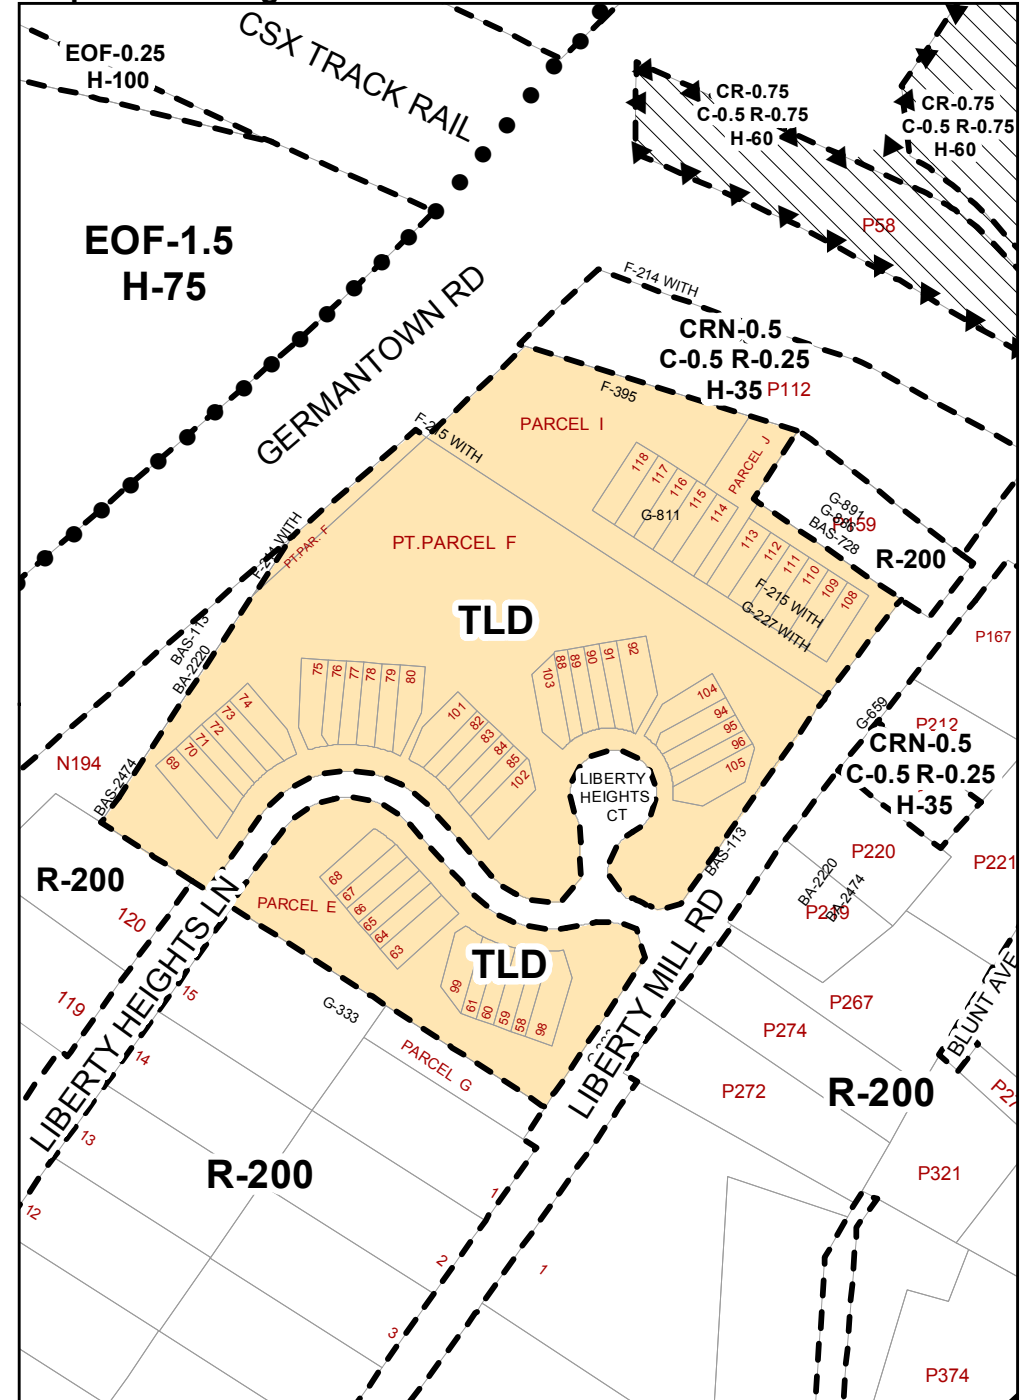 CSX TRACK RAIL
EOF-0.25
H-100
CR-0.75
C-0.5 R-0.75
H-60
CR-0.75
C-0.5 R-0.75
H-60
P58
EOF-1.5
H-75
GERMANTOWN RD
F-214 WITH
CRN-0.5
C-0.5 R-0.25
H-35
P112
F-395
PARCEL I
F-215 WITH
PARCEL J
118
117
116
115
114
G-811
113
112
111
110
109
108
G-891
BAS-728
R-200
F-215 WITH
G-227 WITH
PT.PARCEL F
PT.PAR. F
TLD
P167
BAS-113
BA-2220
75
76
77
78
79
80
103
88
89
90
91
92
104
94
95
96
105
74
73
72
71
70
69
101
82
83
84
85
102
LIBERTY
HEIGHTS
CT
G-659
P212
CRN-0.5
C-0.5 R-0.25
H-35
N194
BAS-2474
BAS-113
P220
P221
BA-2220
BA-2474
P219
R-200
120
119
LIBERTY HEIGHTS LN
PARCEL E
68
67
66
65
64
63
TLD
99
61
60
59
58
98
LIBERTY MILL RD
P267
P274
P272
BLUNT AVE
R-200
P321
G-333
PARCEL G
15
14
13
12
R-200
1
2
3
1
P374